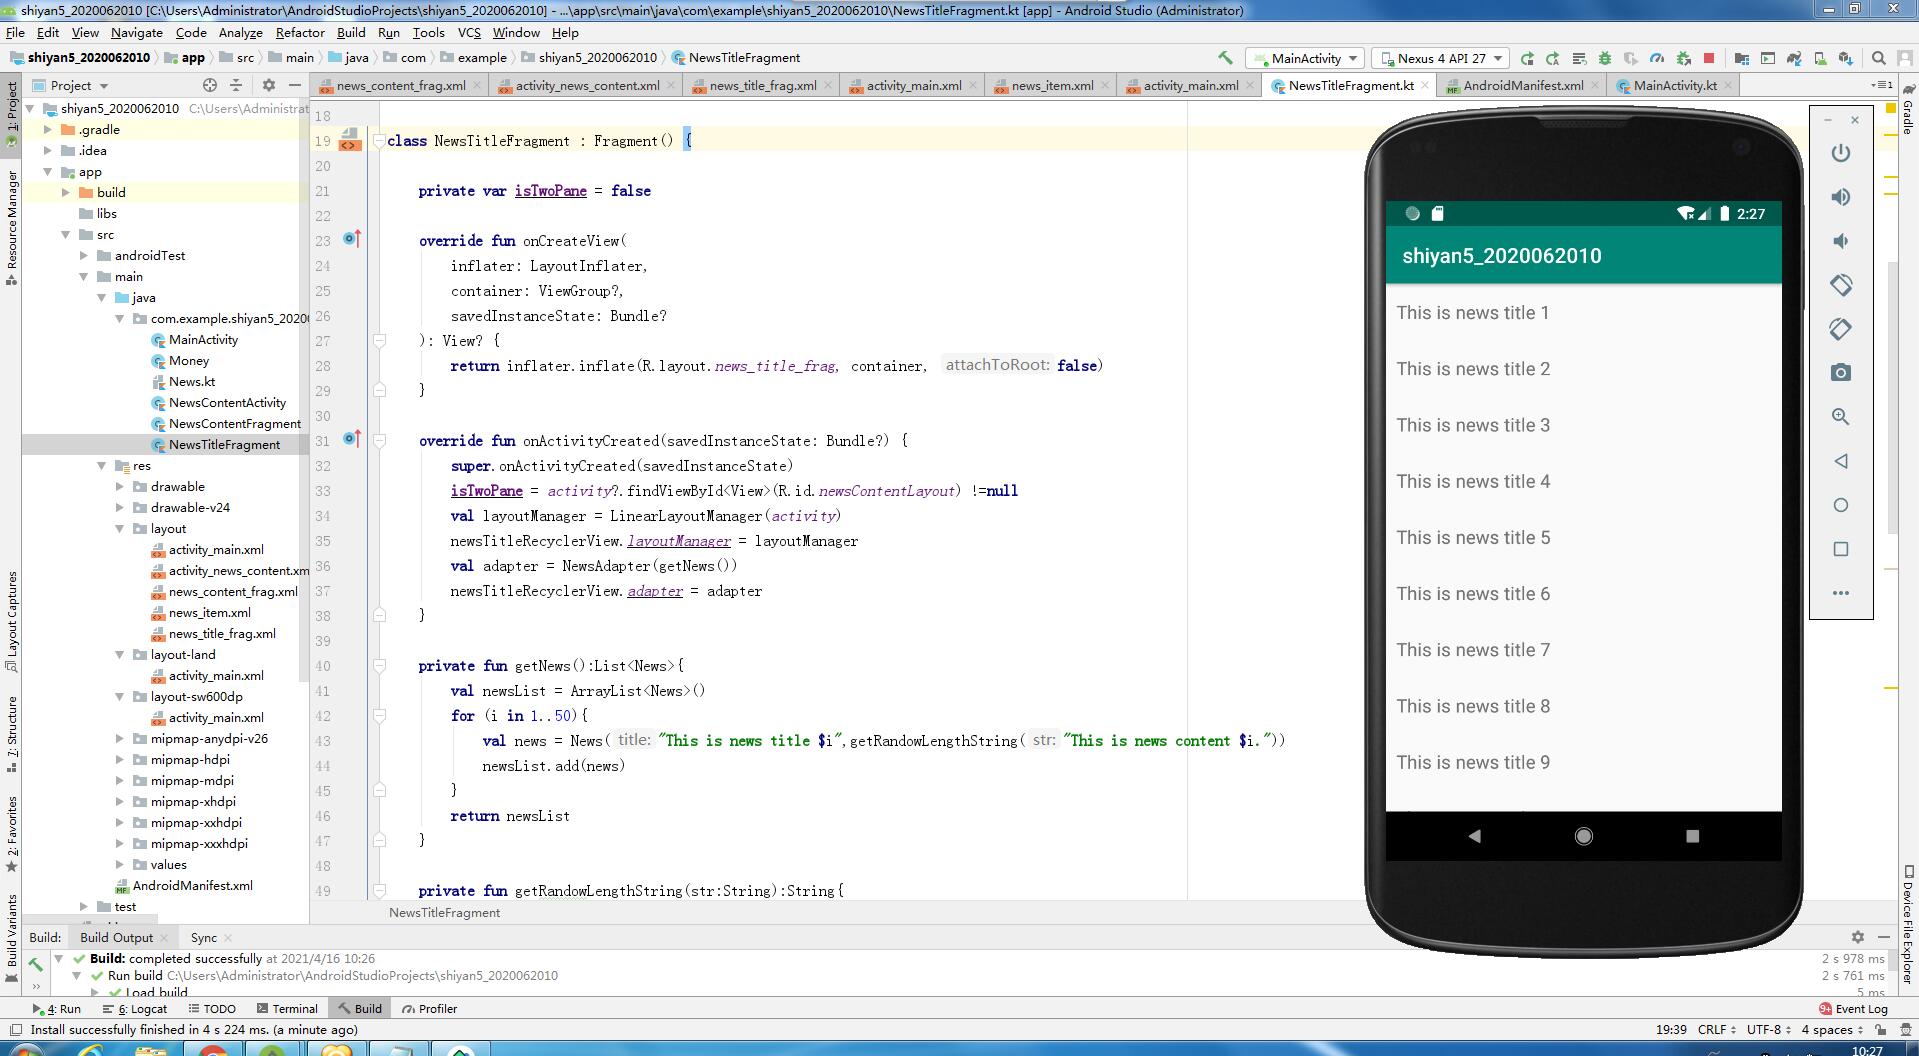 shiyan5_2020062010 [C:\Users\Administrator\AndroidStudioProjects\shiyan5_2020062010] - ...\app\src\main\java\com\example\shiyan5_2020062010\NewsTitleFragment.kt [app] - Android Studio (Administrator)
File Edit View Navigate Code Analyze Refactor Build Run Tools VCS Window Help
shiyan5_2020062010 app src main java com example shiyan5_2020062010 NewsTitleFragment MainActivity Nexus 4 API 27
Project
news_content_frag.xml activity_news_content.xml news_title_frag.xml activity_main.xml news_item.xml activity_main.xml NewsTitleFragment.kt AndroidManifest.xml MainActivity.kt
1: Project
Resource Manager
Layout Captures
7: Structure
2: Favorites
Build Variants
shiyan5_2020062010 C:\Users\Administrat
.gradle
.idea
app
build
libs
src
androidTest
main
java
com.example.shiyan5_2020
MainActivity
Money
News.kt
NewsContentActivity
NewsContentFragment
NewsTitleFragment
res
drawable
drawable-v24
layout
activity_main.xml
activity_news_content.xm
news_content_frag.xml
news_item.xml
news_title_frag.xml
layout-land
activity_main.xml
layout-sw600dp
activity_main.xml
mipmap-anydpi-v26
mipmap-hdpi
mipmap-mdpi
mipmap-xhdpi
mipmap-xxhdpi
mipmap-xxxhdpi
values
AndroidManifest.xml
test
18
19 class NewsTitleFragment : Fragment() {
20
21 private var isTwoPane = false
22
23 override fun onCreateView(
24 inflater: LayoutInflater,
25 container: ViewGroup?,
26 savedInstanceState: Bundle?
27 ): View? {
28 return inflater.inflate(R.layout.news_title_frag, container, attachToRoot: false)
29 }
30
31 override fun onActivityCreated(savedInstanceState: Bundle?) {
32 super.onActivityCreated(savedInstanceState)
33 isTwoPane = activity?.findViewById<View>(R.id.newsContentLayout) !=null
34 val layoutManager = LinearLayoutManager(activity)
35 newsTitleRecyclerView.layoutManager = layoutManager
36 val adapter = NewsAdapter(getNews())
37 newsTitleRecyclerView.adapter = adapter
38 }
39
40 private fun getNews():List<News>{
41 val newsList = ArrayList<News>()
42 for (i in 1..50){
43 val news = News( title: "This is news title $i",getRandowLengthString( str: "This is news content $i."))
44 newsList.add(news)
45 }
46 return newsList
47 }
48
49 private fun getRandowLengthString(str:String):String{
NewsTitleFragment
2:27
shiyan5_2020062010
This is news title 1
This is news title 2
This is news title 3
This is news title 4
This is news title 5
This is news title 6
This is news title 7
This is news title 8
This is news title 9
Gradle
Device File Explorer
Build: Build Output Sync
Build: completed successfully at 2021/4/16 10:26 2 s 978 ms
Run build C:\Users\Administrator\AndroidStudioProjects\shiyan5_2020062010 2 s 761 ms
Load build 5 ms
4: Run 6: Logcat TODO Terminal Build Profiler 9+ Event Log
Install successfully finished in 4 s 224 ms. (a minute ago) 19:39 CRLF UTF-8 4 spaces
10:27